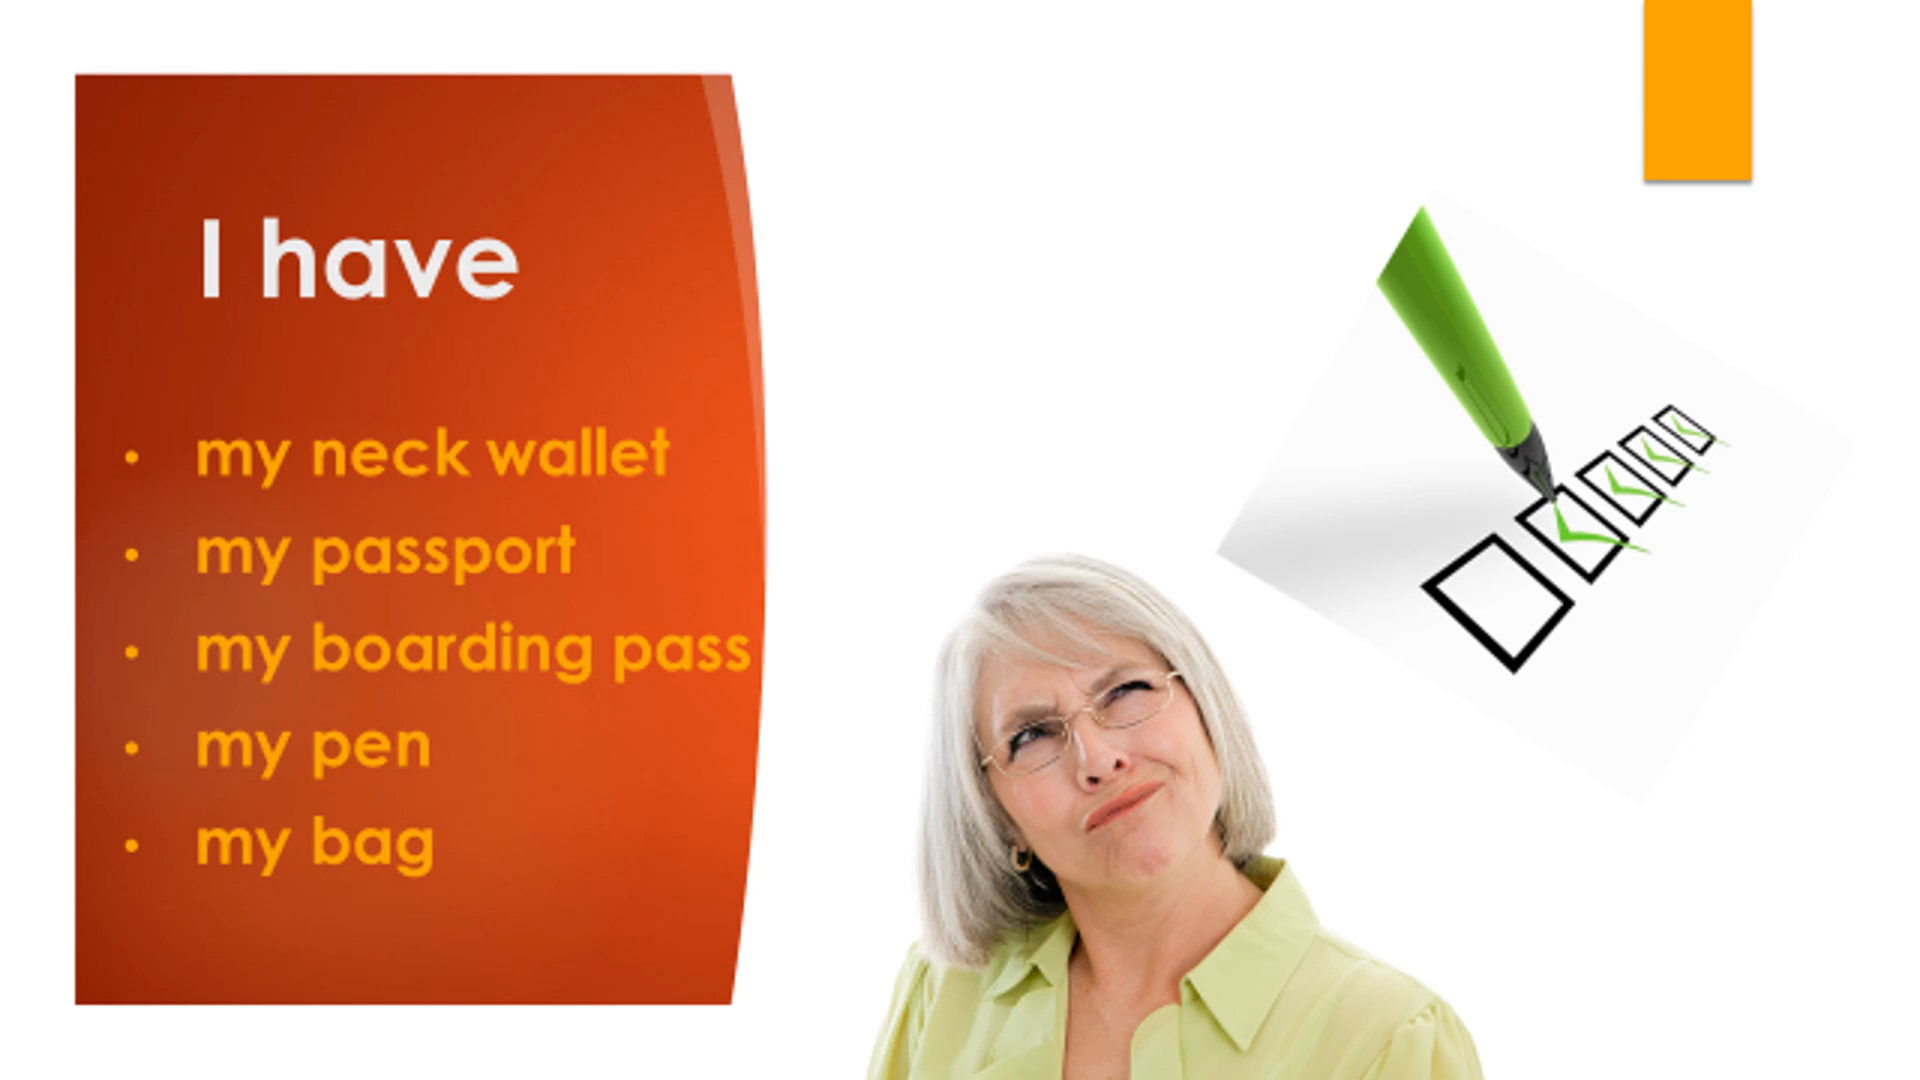 I have
• my neck wallet
• my passport
• my boarding pass
• my pen
• my bag